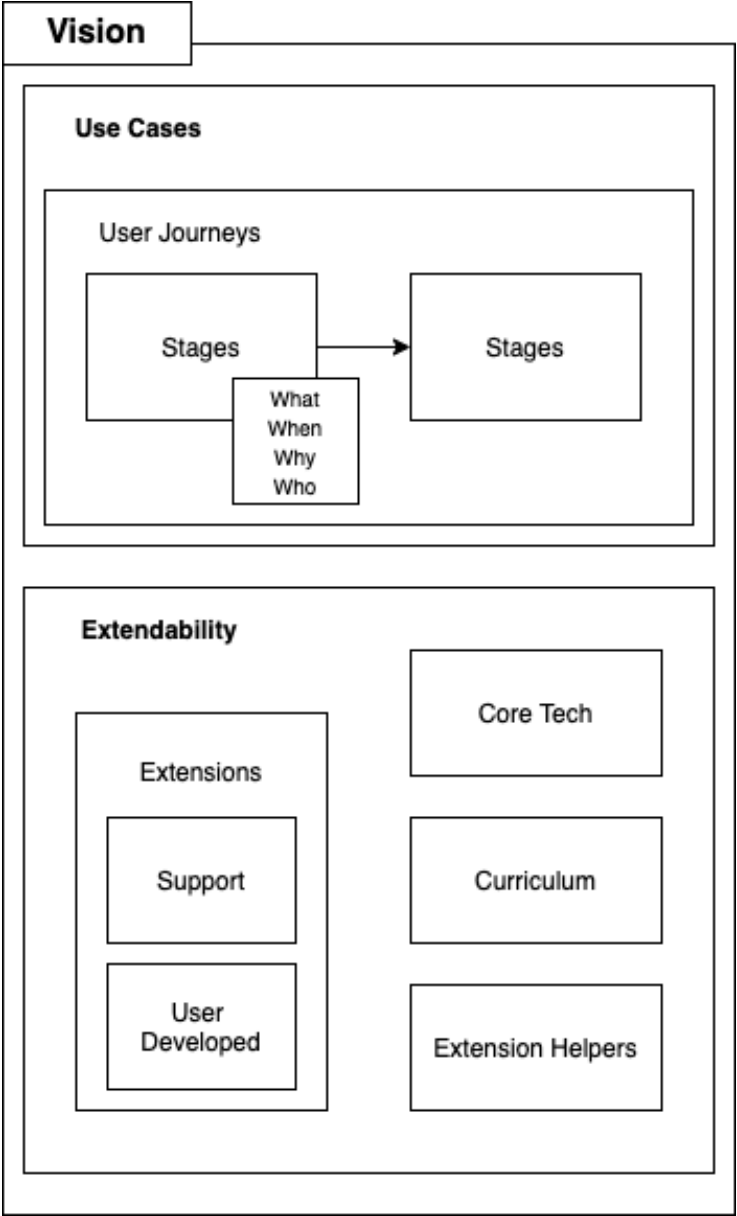 Vision
Use Cases
User Journeys
Stages
Stages
What
When
Why
Who
Extendability
Extensions
Support
User
Developed
Core Tech
Curriculum
Extension Helpers